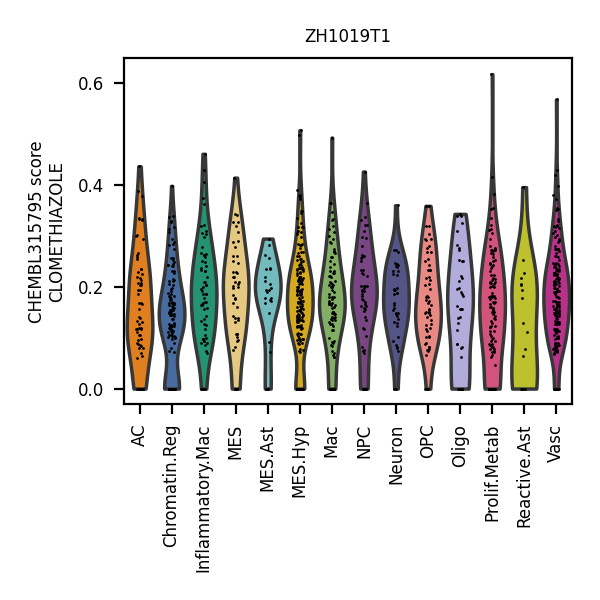 ZH1019T1
CHEMBL315795 score
CLOMETHIAZOLE
0.6
0.4
0.2
0.0
AC
Chromatin.Reg
Inflammatory.Mac
MES
MES.Ast
MES.Hyp
Mac
NPC
Neuron
OPC
Oligo
Prolif.Metab
Reactive.Ast
Vasc